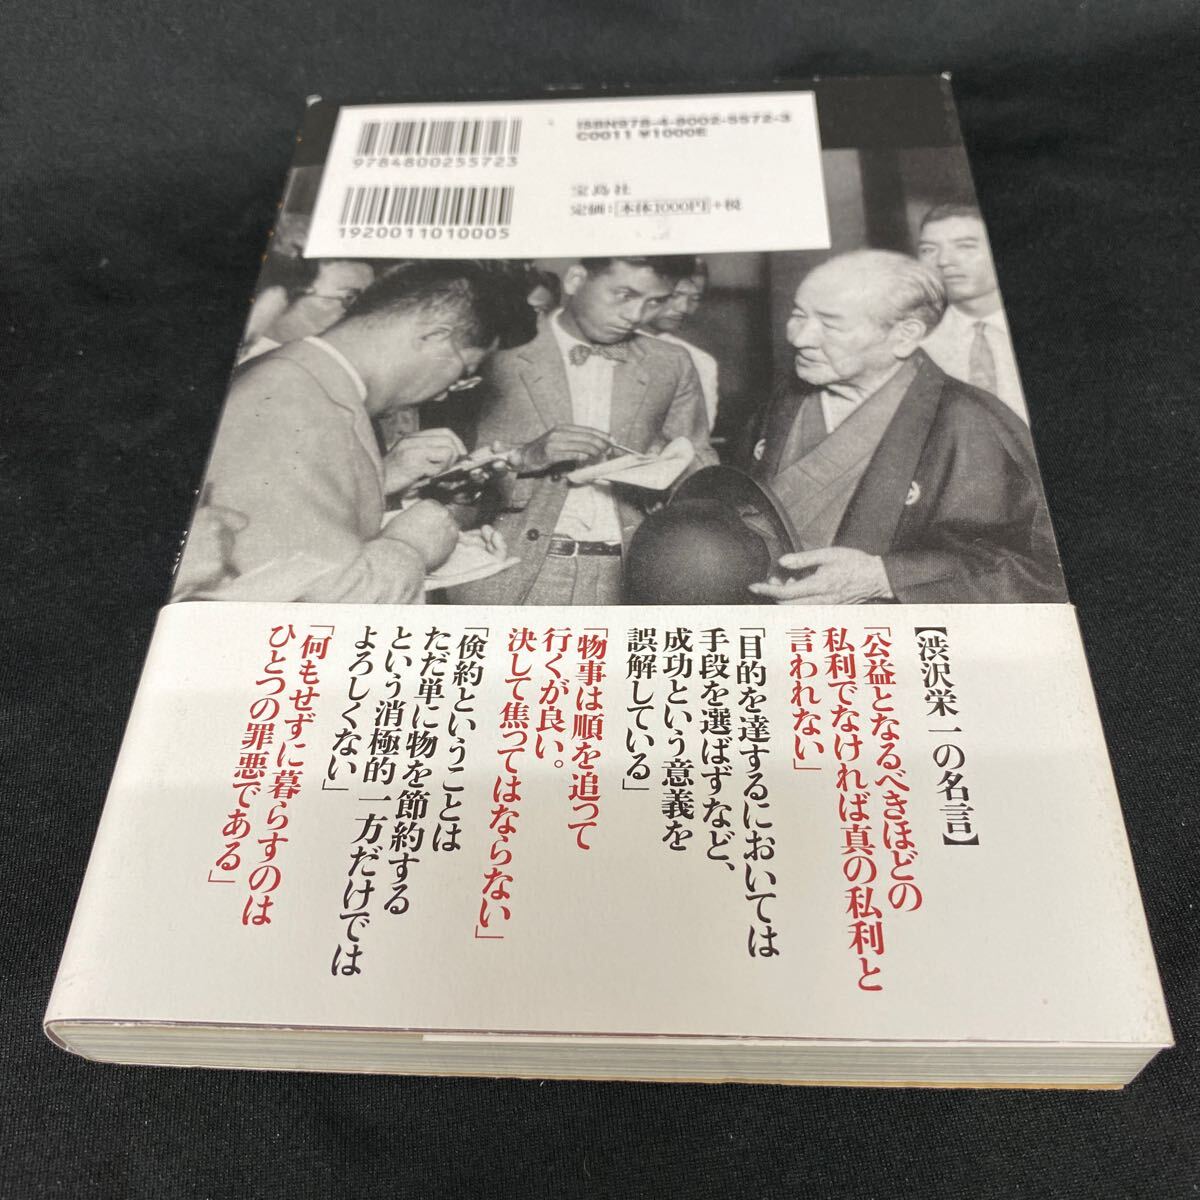 ISBN978-4-8002-5572-3
C0011 ¥1000E
9784800255723
宝島社
定価:本体1000円+税
1920011010005
【渋沢栄一の名言】
「公益となるべきほどの
私利でなければ真の私利と
言われない」
「目的を達するにおいては
手段を選ばずなど、
成功という意義を
誤解している」
「物事は順を追って
行くが良い。
決して焦ってはならない」
「倹約ということは
ただ単に物を節約する
という消極的一方だけでは
よろしくない」
「何もせずに暮らすのは
ひとつの罪悪である」